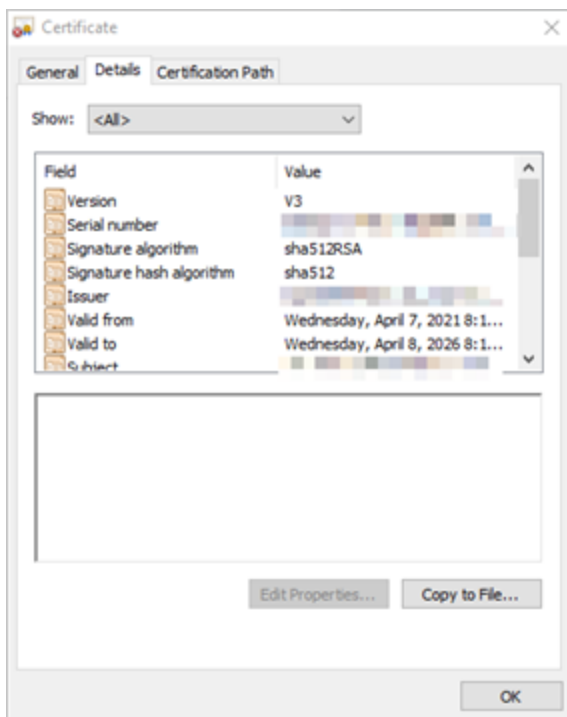 Certificate
General Details Certification Path
Show: <All>
Field Value
Version V3
Serial number
Signature algorithm sha512RSA
Signature hash algorithm sha512
Issuer
Valid from Wednesday, April 7, 2021 8:1...
Valid to Wednesday, April 8, 2026 8:1...
Subject
Edit Properties... Copy to File...
OK